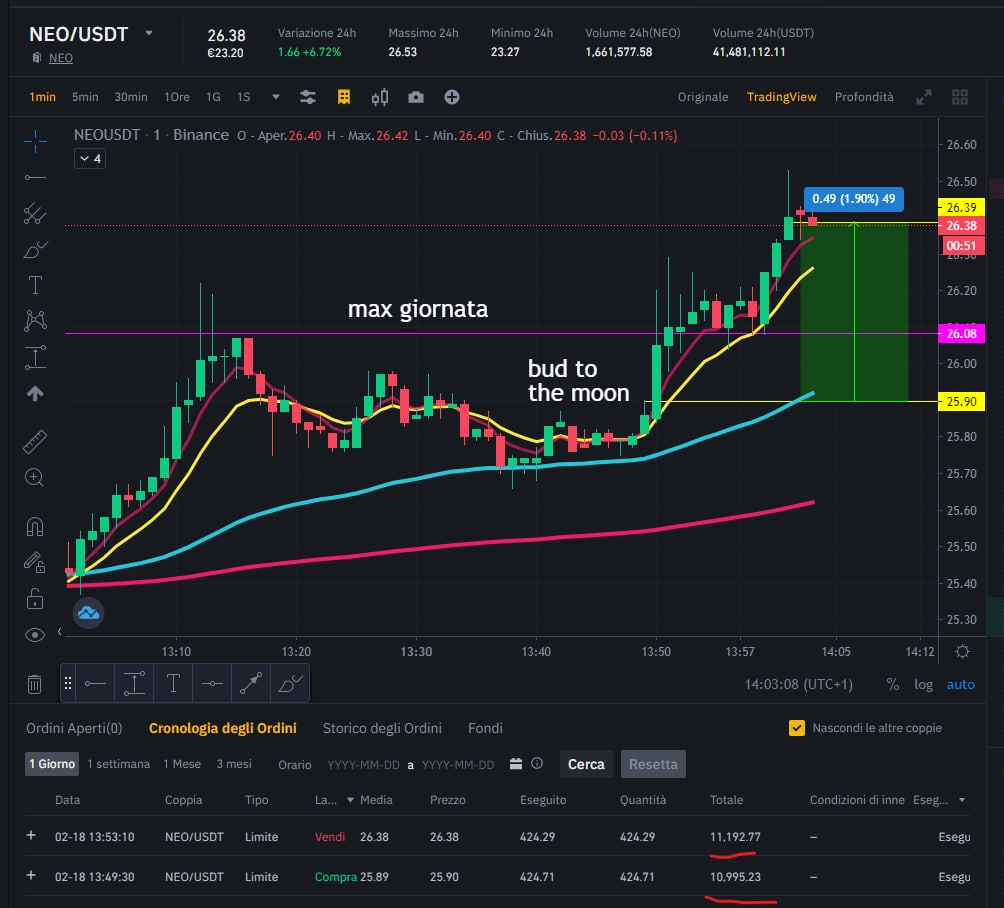 NEO/USDT
26.38
Variazione 24h
Massimo 24h
Minimo 24h
Volume 24h(NEO)
Volume 24h(USDT)
NEO
€23.20
1.66 +6.72%
26.53
23.27
1,661,577.58
41,481,112.11
1min 5min 30min 1Ore 1G 1S
Originale TradingView Profondità
NEOUSDT · 1 · Binance O - Aper.26.40 H - Max.26.42 L - Min.26.40 C - Chius.26.38 −0.03 (−0.11%)
4
26.60
26.50
0.49 (1.90%) 49
26.39
26.38
00:51
26.30
26.20
max giornata
26.08
26.00
bud to
the moon
25.90
25.80
25.70
25.60
25.50
25.40
25.30
13:10 13:20 13:30 13:40 13:50 13:57 14:05 14:12
14:03:08 (UTC+1) % log auto
Ordini Aperti(0) Cronologia degli Ordini Storico degli Ordini Fondi
Nascondi le altre coppie
1 Giorno 1 settimana 1 Mese 3 mesi Orario YYYY-MM-DD a YYYY-MM-DD Cerca Resetta
Data Coppia Tipo La... Media Prezzo Eseguito Quantità Totale Condizioni di inne Eseg...
+ 02-18 13:53:10 NEO/USDT Limite Vendi 26.38 26.38 424.29 424.29 11,192.77 – Esegu
+ 02-18 13:49:30 NEO/USDT Limite Compra 25.89 25.90 424.71 424.71 10,995.23 – Esegu